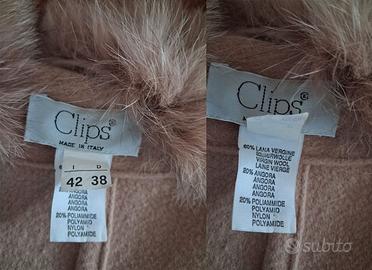 Clips®
MADE IN ITALY
I D
42 38
ANGORA
ANGORA
ANGORA
20% POLIAMMIDE
POLYAMID
NYLON
POLYAMIDE
Clips®
60% LANA VERGINE
SCHURWOLLE
VIRGIN WOOL
LAINE VIERGE
20% ANGORA
ANGORA
ANGORA
ANGORA
20% POLIAMMIDE
POLYAMID
NYLON
POLYAMIDE
subito